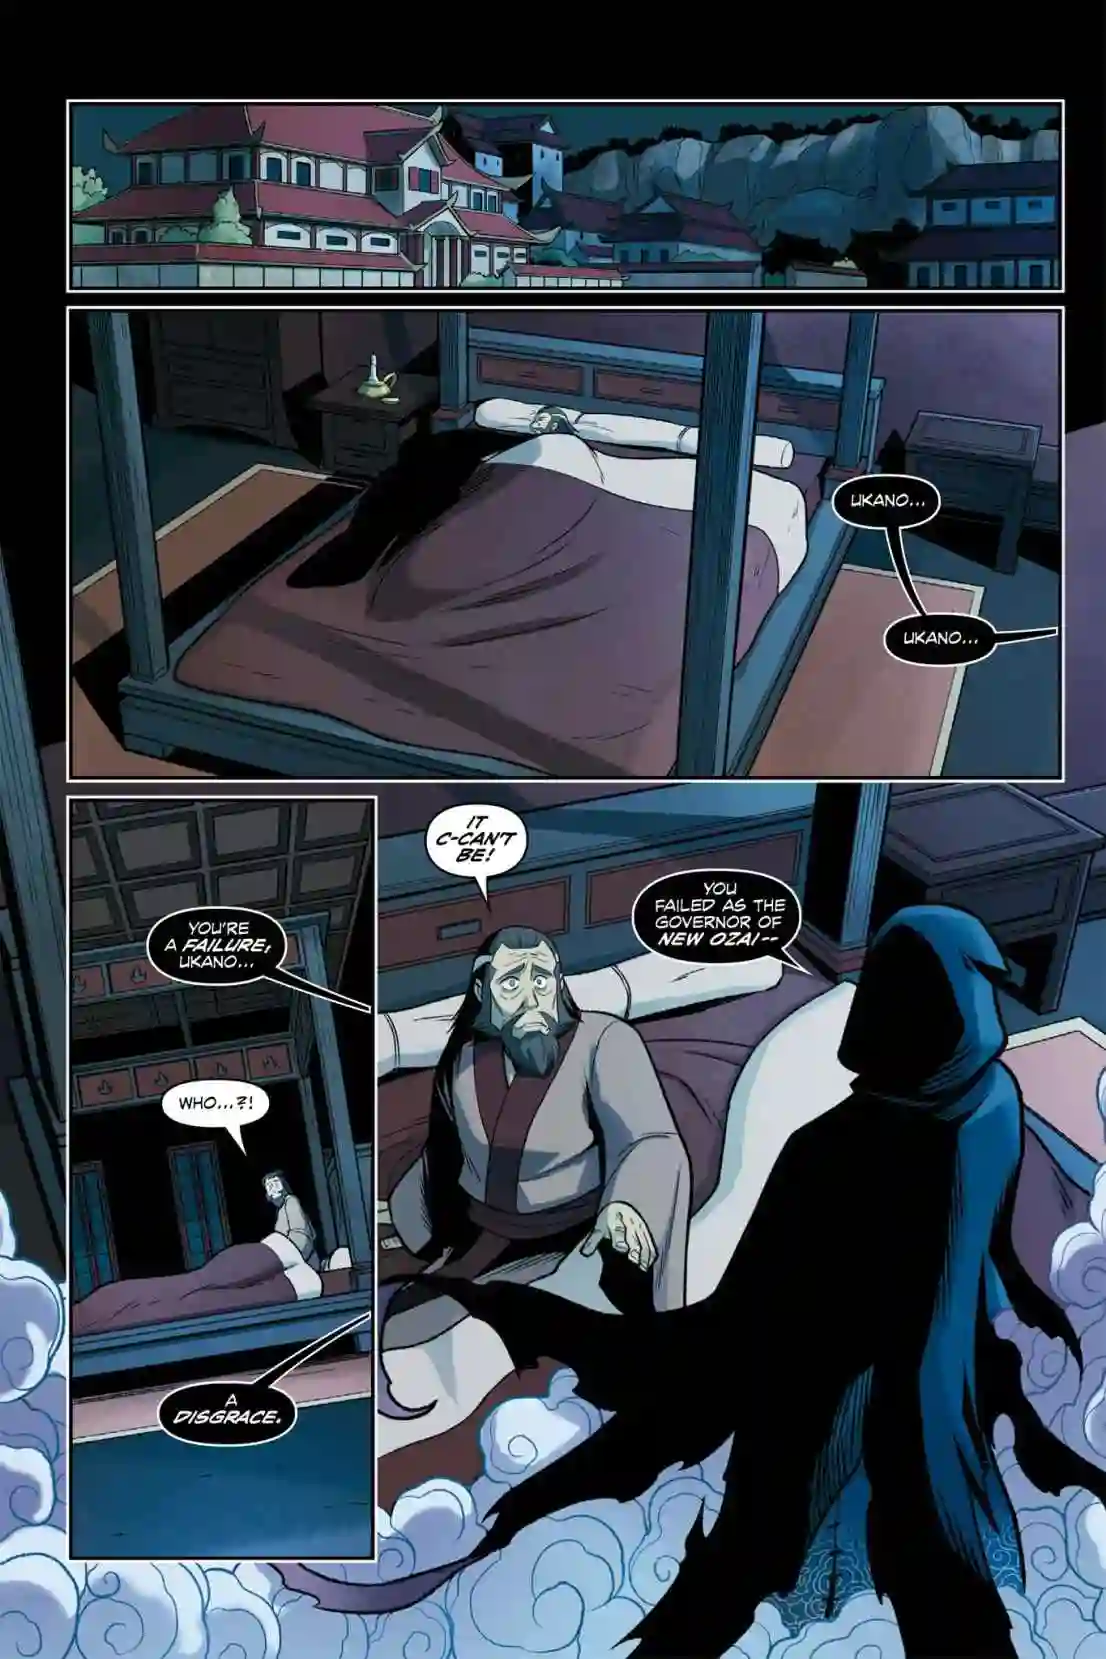 UKANO...
UKANO...
YOU'RE
A FAILURE,
UKANO...
WHO...?!
A
DISGRACE.
IT
C-CAN'T
BE!
YOU
FAILED AS THE
GOVERNOR OF
NEW OZAI--